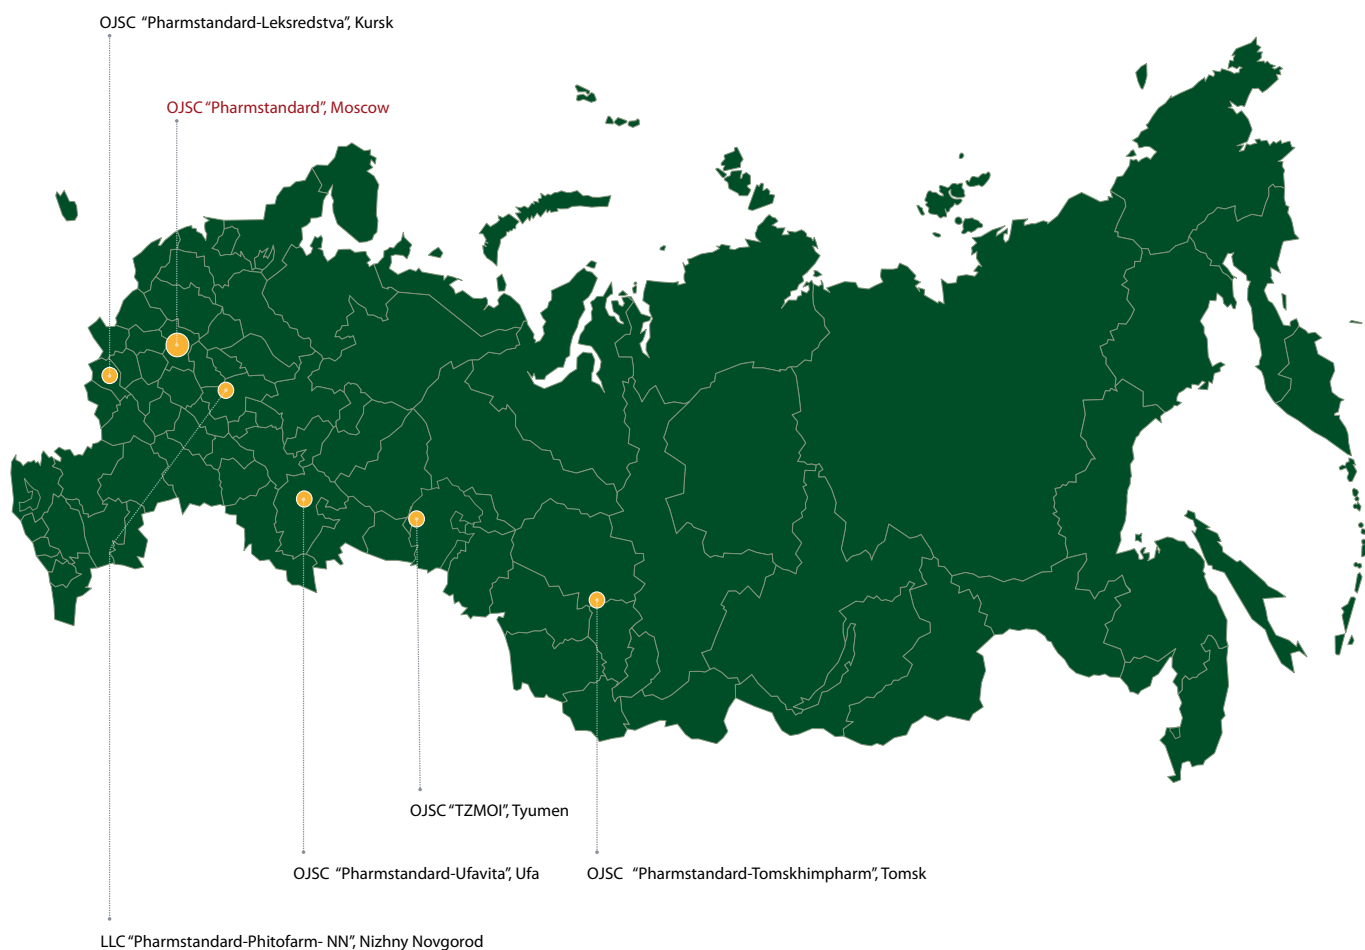 OJSC “Pharmstandard-Leksredstva”, Kursk
OJSC “Pharmstandard”, Moscow
OJSC “TZMOI”, Tyumen
OJSC “Pharmstandard-Ufavita”, Ufa
OJSC “Pharmstandard-Tomskhimpharm”, Tomsk
LLC “Pharmstandard-Phitofarm- NN”, Nizhny Novgorod